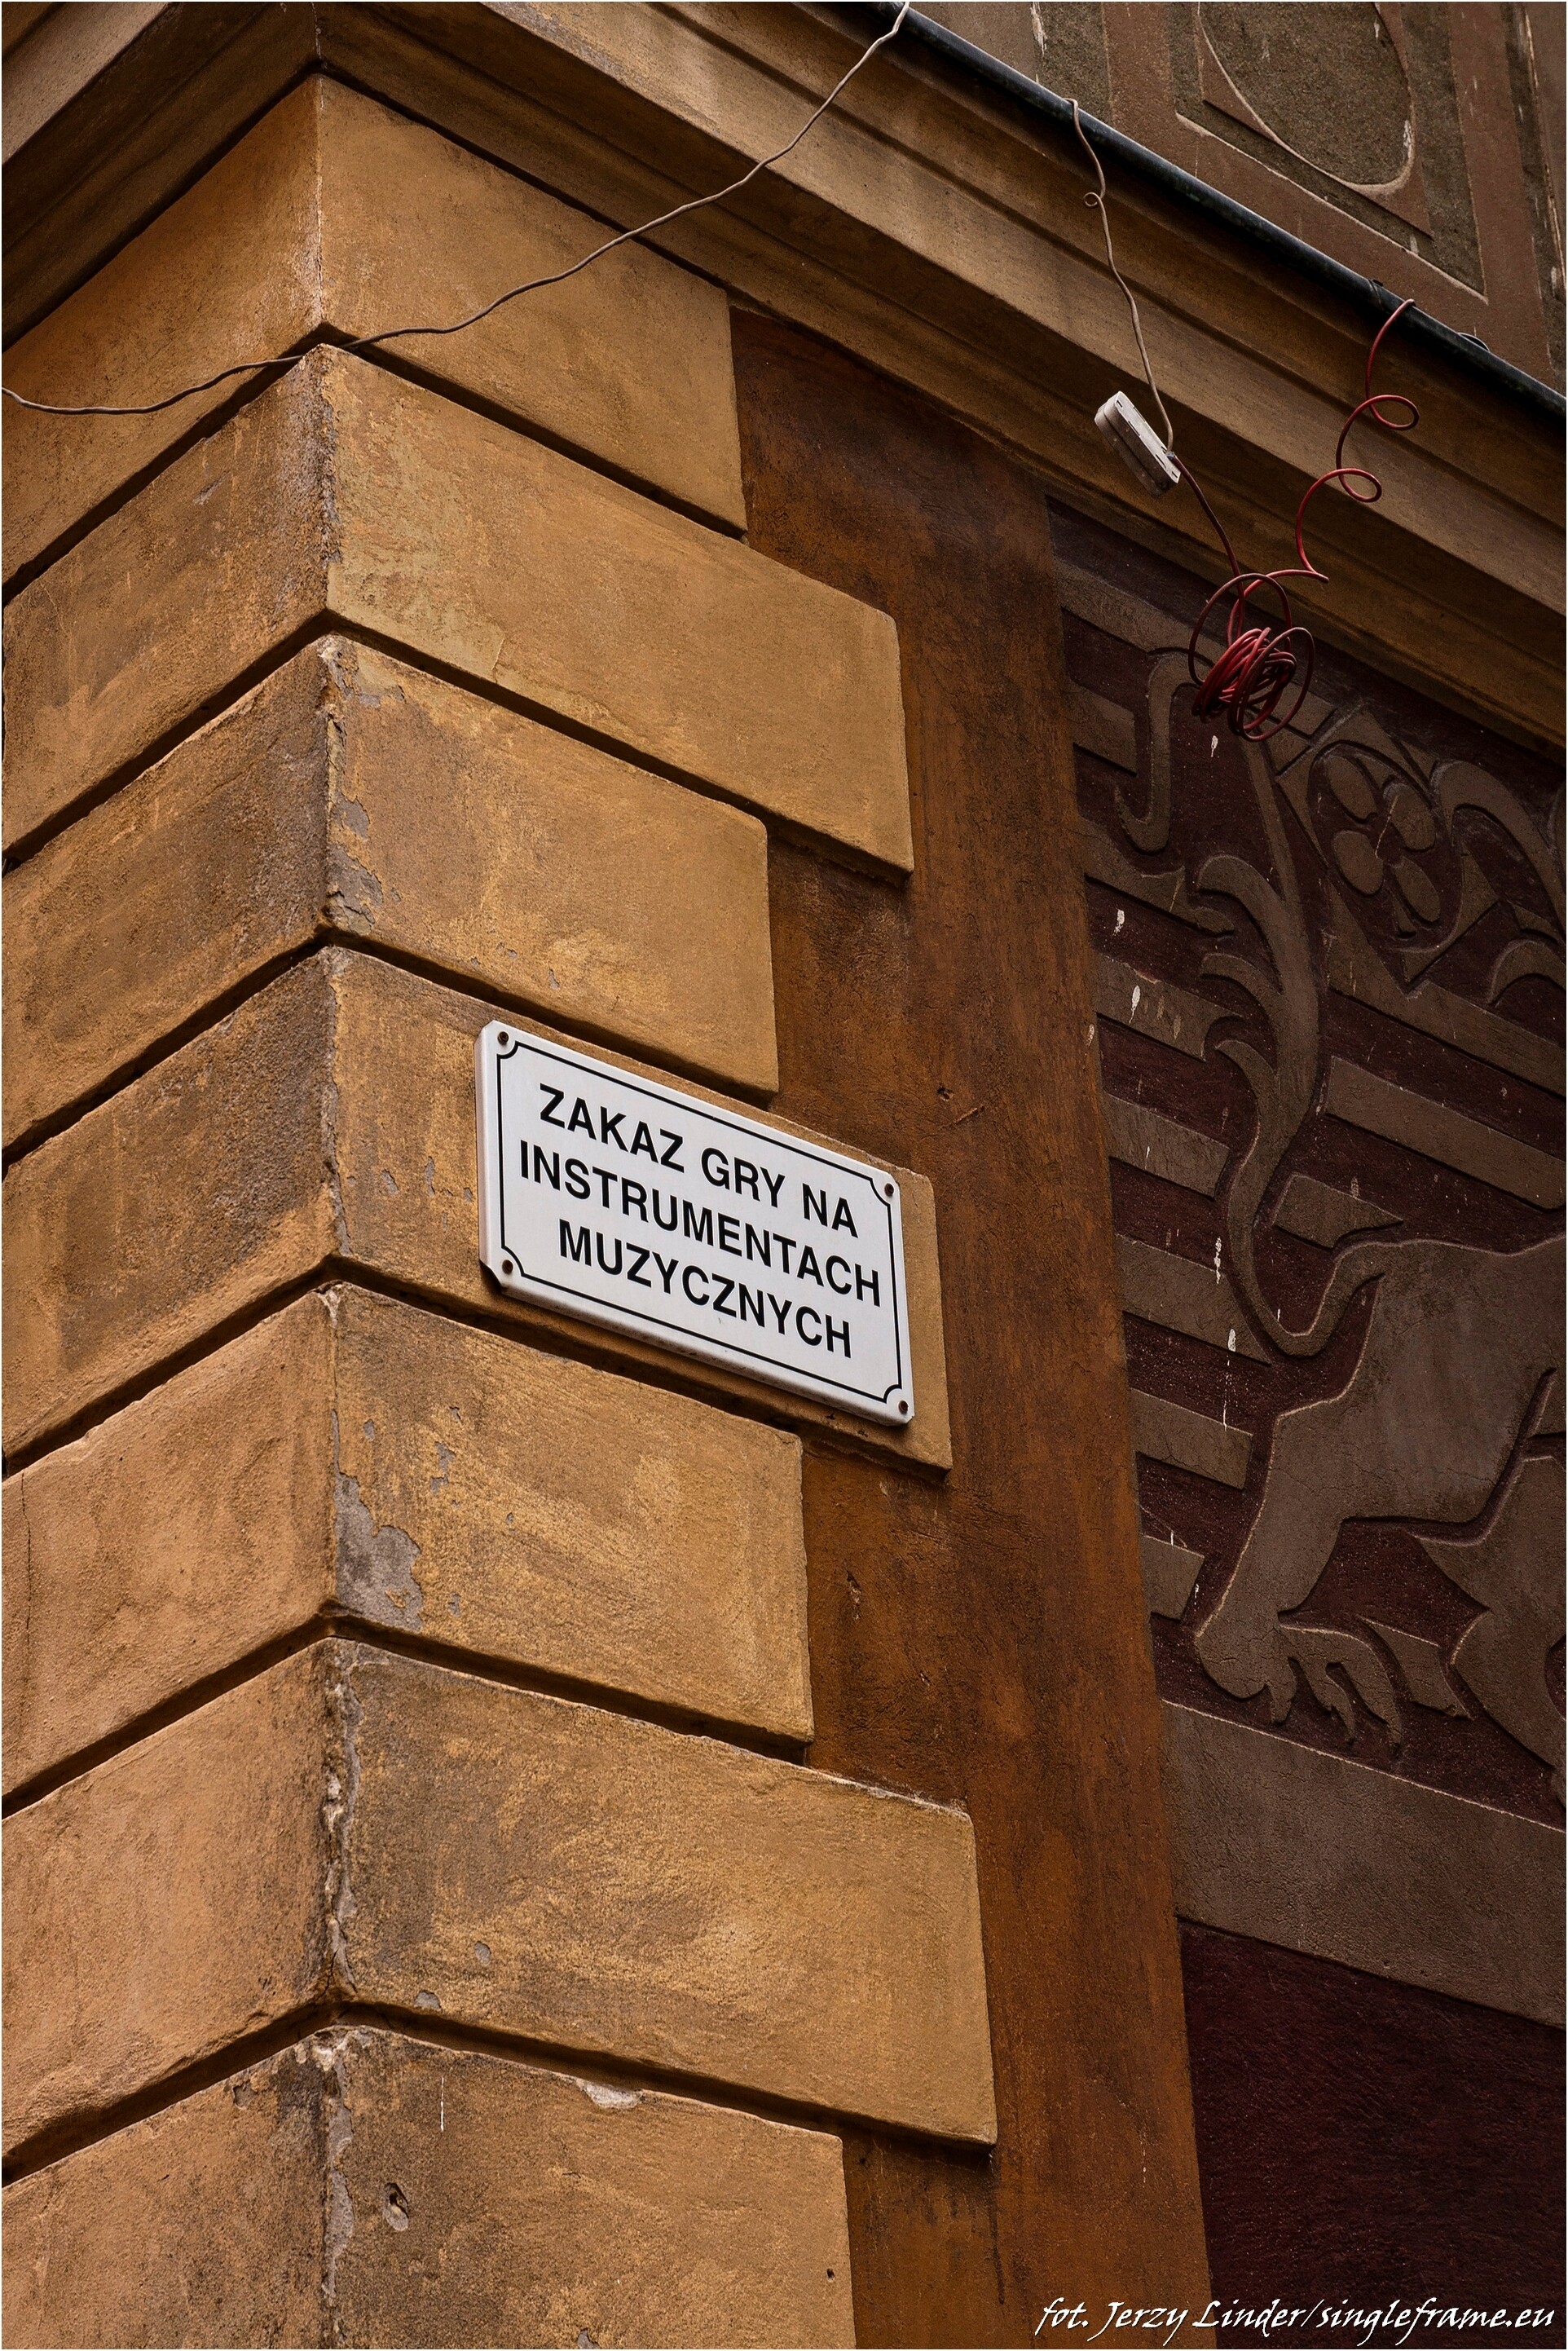 ZAKAZ GRY NA
INSTRUMENTACH
MUZYCZNYCH
fot. Jerzy Linder/singleframe.eu